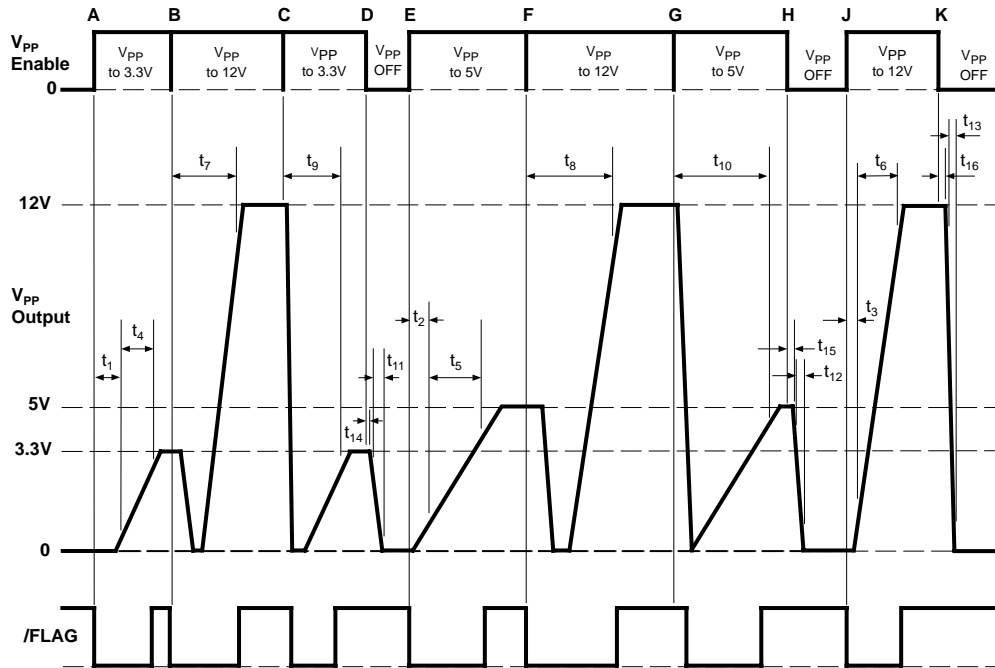 A B C D E F G H J K
VPP
Enable
VPP
to 3.3V
VPP
to 12V
VPP
to 3.3V
VPP
OFF
VPP
to 5V
VPP
to 12V
VPP
to 5V
VPP
OFF
VPP
to 12V
VPP
OFF
0
t13
t7
t9
t8
t10
t6
t16
12V
VPP
Output
t1
t4
t2
t5
t11
t3
t15
t12
5V
t14
3.3V
0
/FLAG